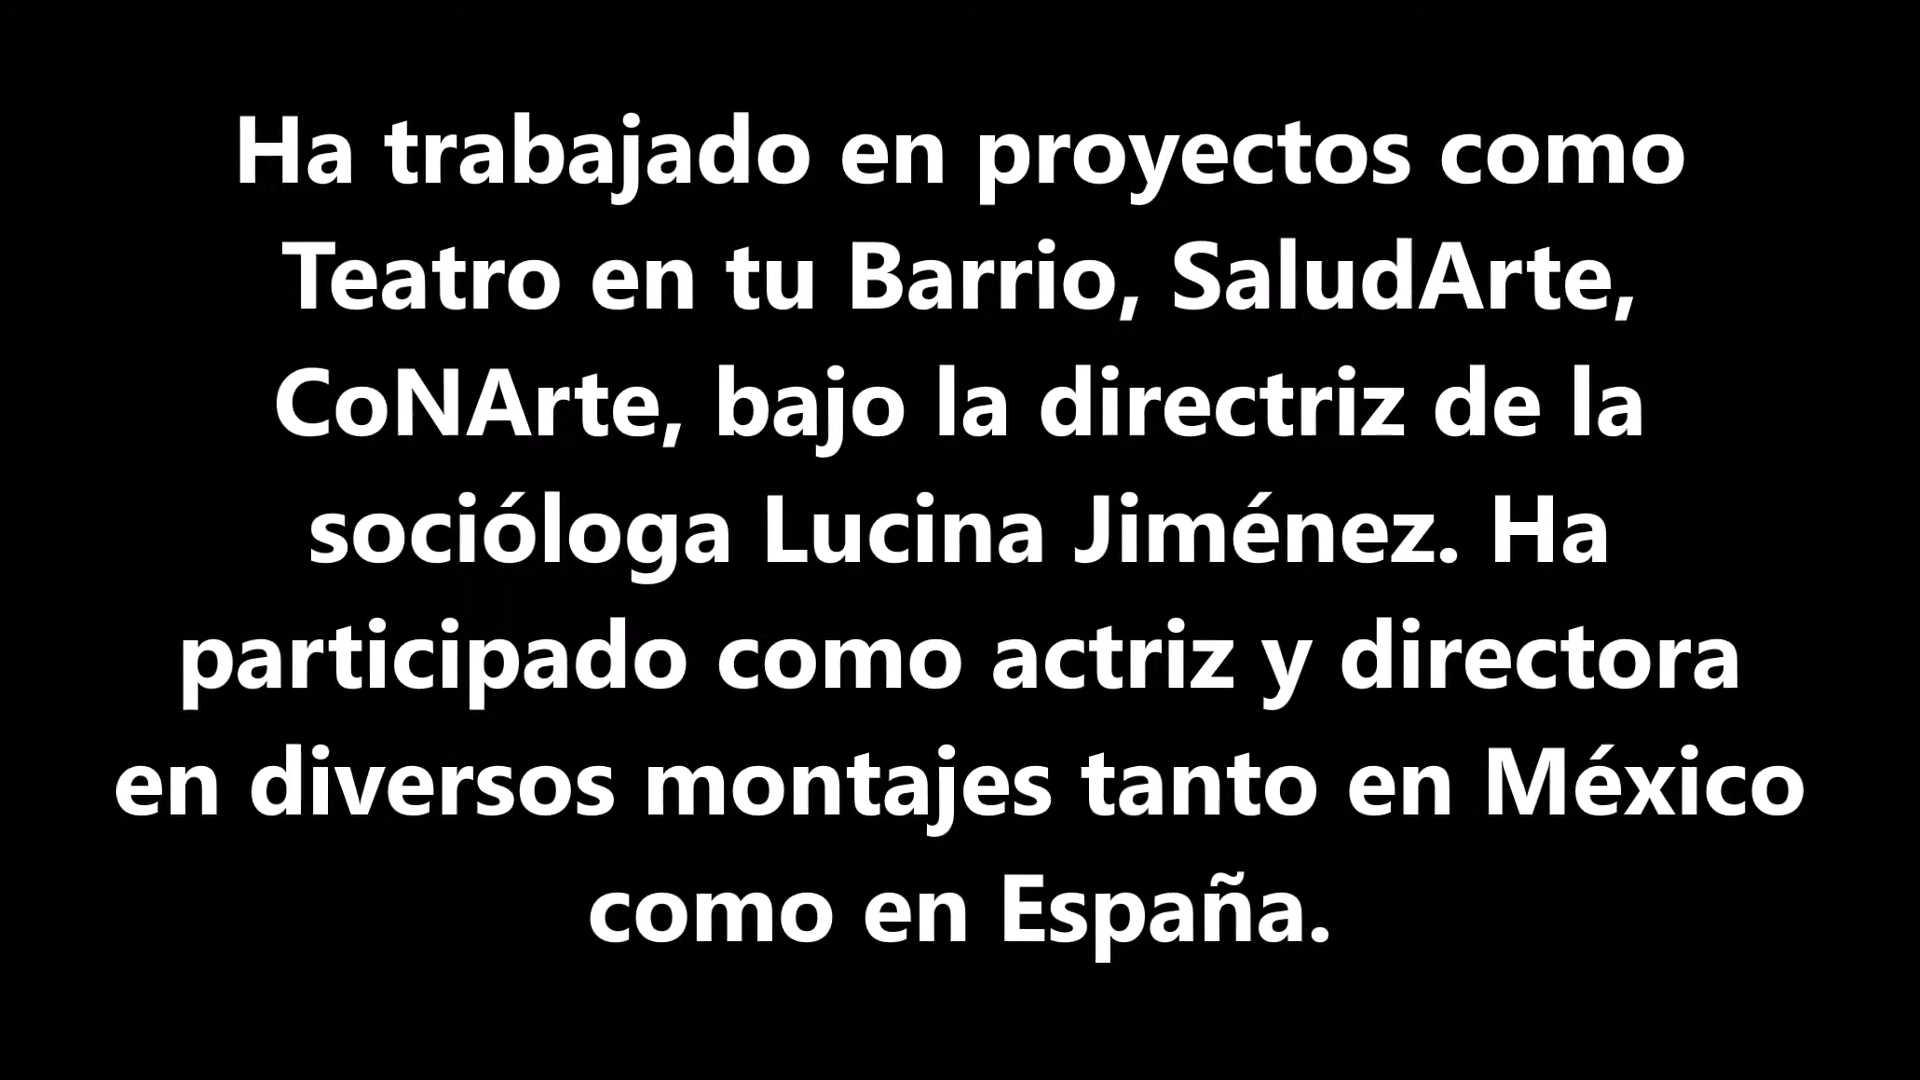 Ha trabajado en proyectos como
Teatro en tu Barrio, SaludArte,
CoNArte, bajo la directriz de la
socióloga Lucina Jiménez. Ha
participado como actriz y directora
en diversos montajes tanto en México
como en España.